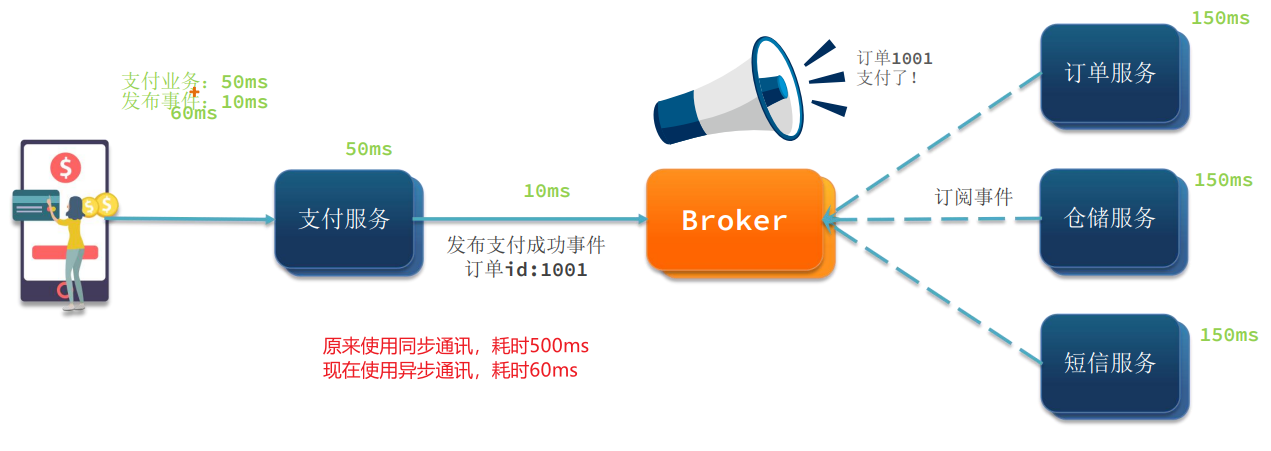 150ms
订单1001
支付了!
订单服务
支付业务: 50ms
+
发布事件: 10ms
60ms
50ms
10ms
150ms
$
$
$
支付服务
Broker
订阅事件
仓储服务
发布支付成功事件
订单id:1001
原来使用同步通讯，耗时500ms
现在使用异步通讯，耗时60ms
150ms
短信服务